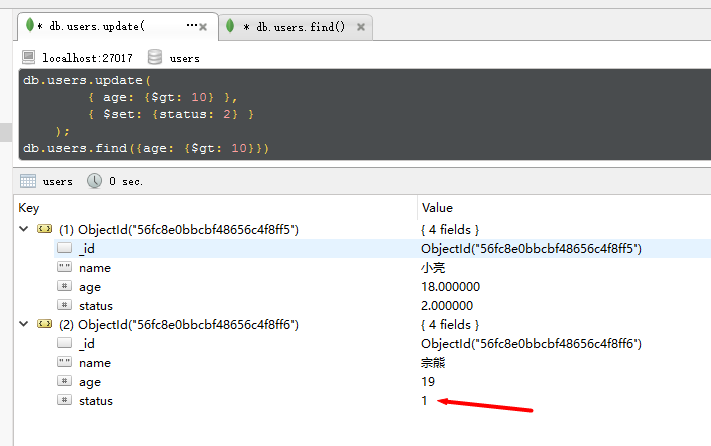 * db.users.update( ...
* db.users.find()
localhost:27017 users
db.users.update(
{ age: {$gt: 10} },
{ $set: {status: 2} }
);
db.users.find({age: {$gt: 10}})
users 0 sec.
Key Value
(1) ObjectId("56fc8e0bbcbf48656c4f8ff5") { 4 fields }
_id ObjectId("56fc8e0bbcbf48656c4f8ff5")
name 小亮
age 18.000000
status 2.000000
(2) ObjectId("56fc8e0bbcbf48656c4f8ff6") { 4 fields }
_id ObjectId("56fc8e0bbcbf48656c4f8ff6")
name 宗熊
age 19
status 1